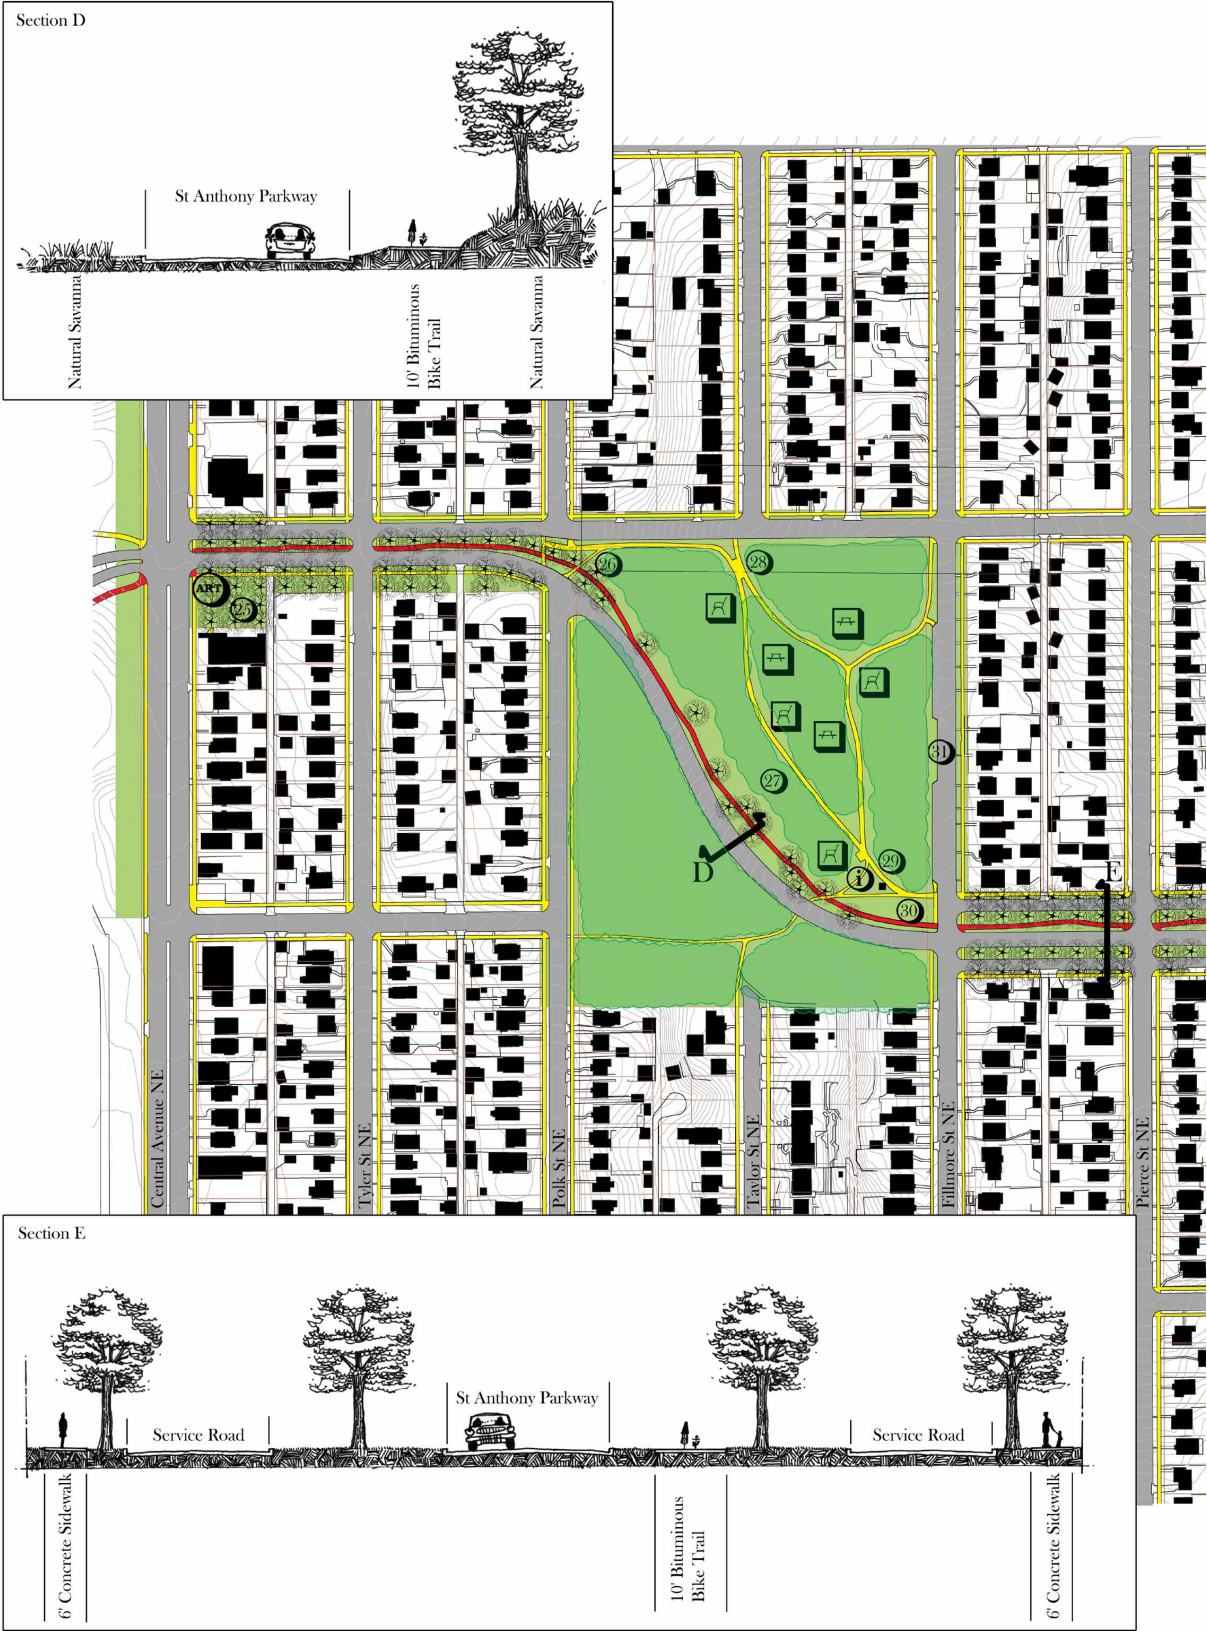 Section D
St Anthony Parkway
Natural Savanna
10' Bituminous
Bike Trail
Natural Savanna
26
28
ART
25
31
27
D
29
i
E
30
Central Avenue NE
Tyler St NE
Polk St NE
Taylor St NE
Fillmore St NE
Pierce St NE
Section E
St Anthony Parkway
Service Road
Service Road
6' Concrete Sidewalk
10' Bituminous
Bike Trail
6' Concrete Sidewalk